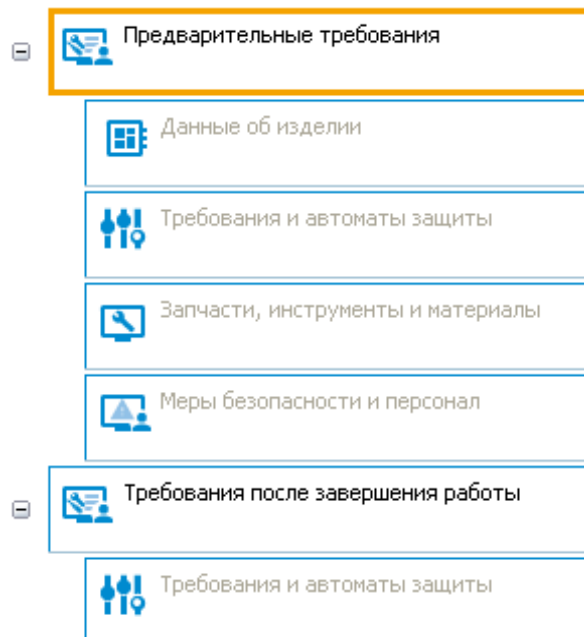 Предварительные требования
Данные об изделии
Требования и автоматы защиты
Запчасти, инструменты и материалы
Меры безопасности и персонал
Требования после завершения работы
Требования и автоматы защиты